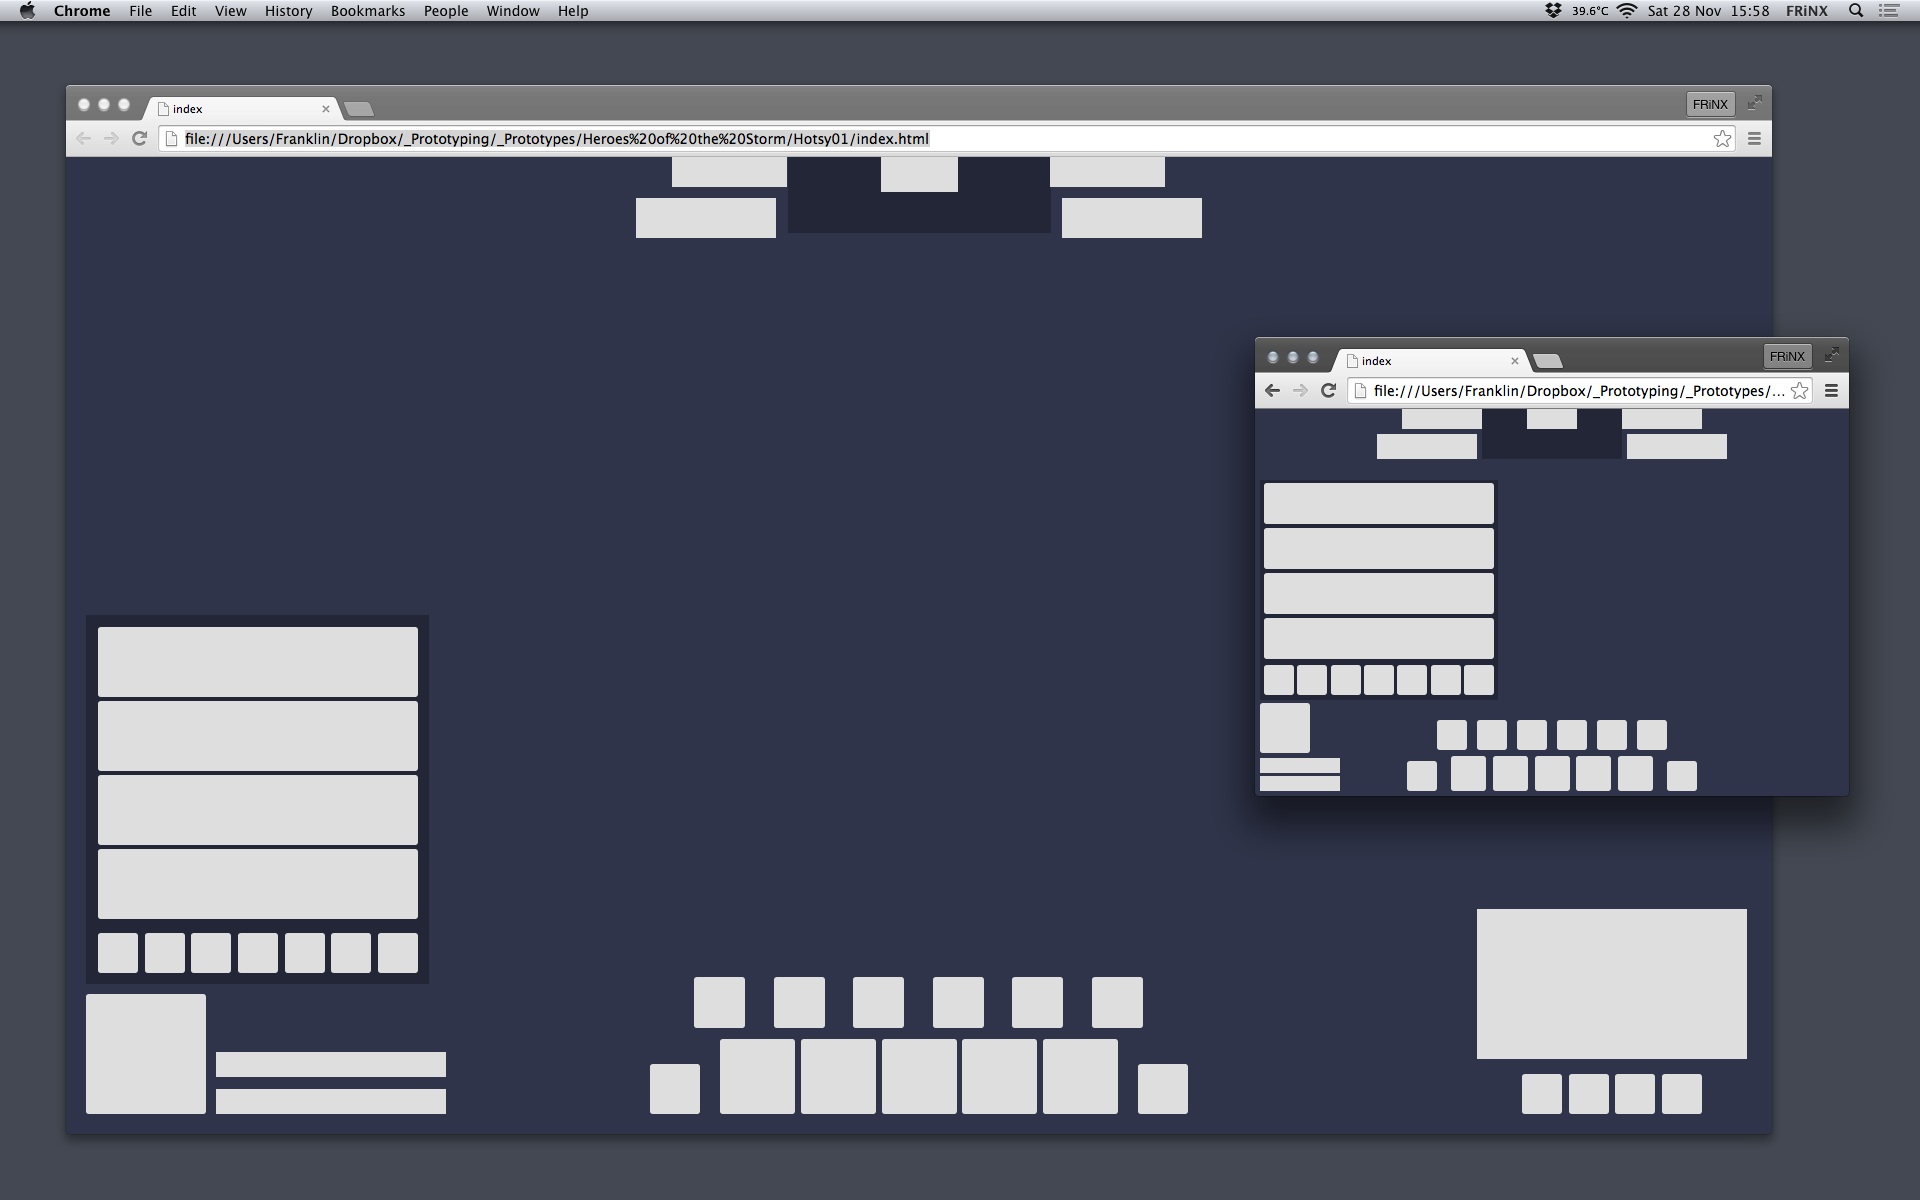 Chrome File Edit View History Bookmarks People Window Help 39.6°C Sat 28 Nov 15:58 FRiNX
index FRiNX
file:///Users/Franklin/Dropbox/_Prototyping/_Prototypes/Heroes%20of%20the%20Storm/Hotsy01/index.html
index FRiNX
file:///Users/Franklin/Dropbox/_Prototyping/_Prototypes/...